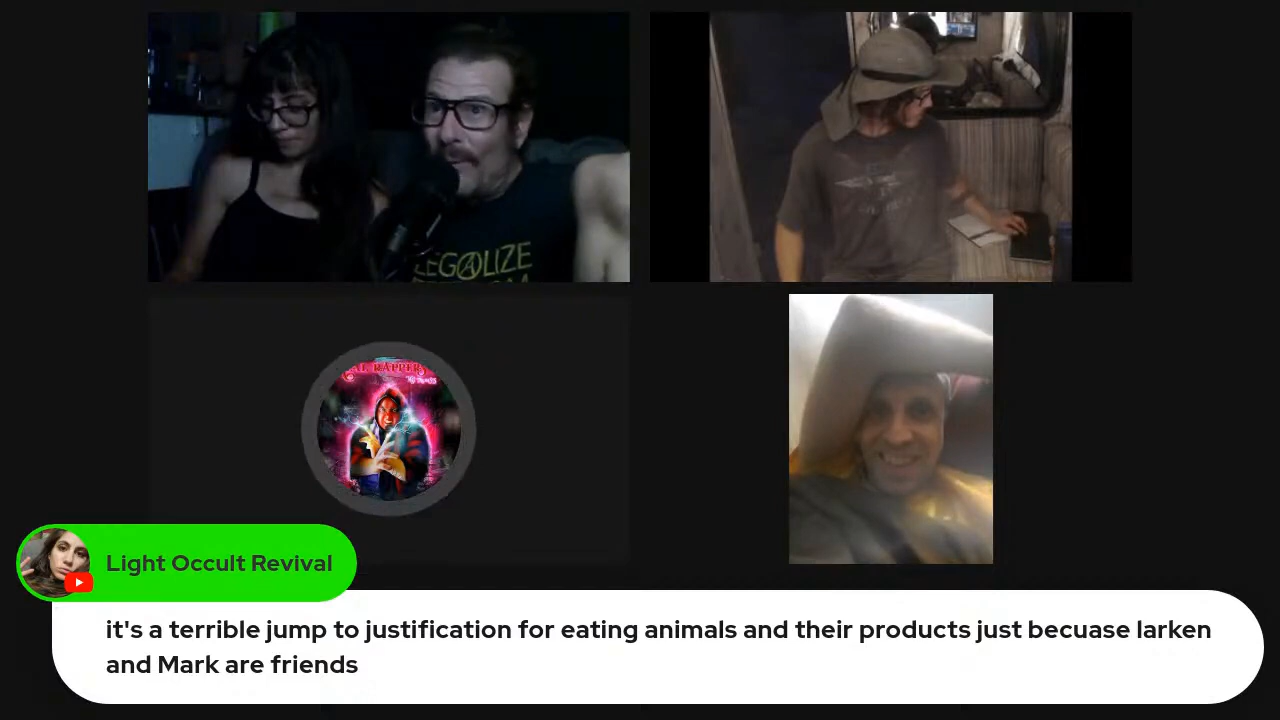 LEGALIZE
Light Occult Revival
it's a terrible jump to justification for eating animals and their products just becuase larken
and Mark are friends